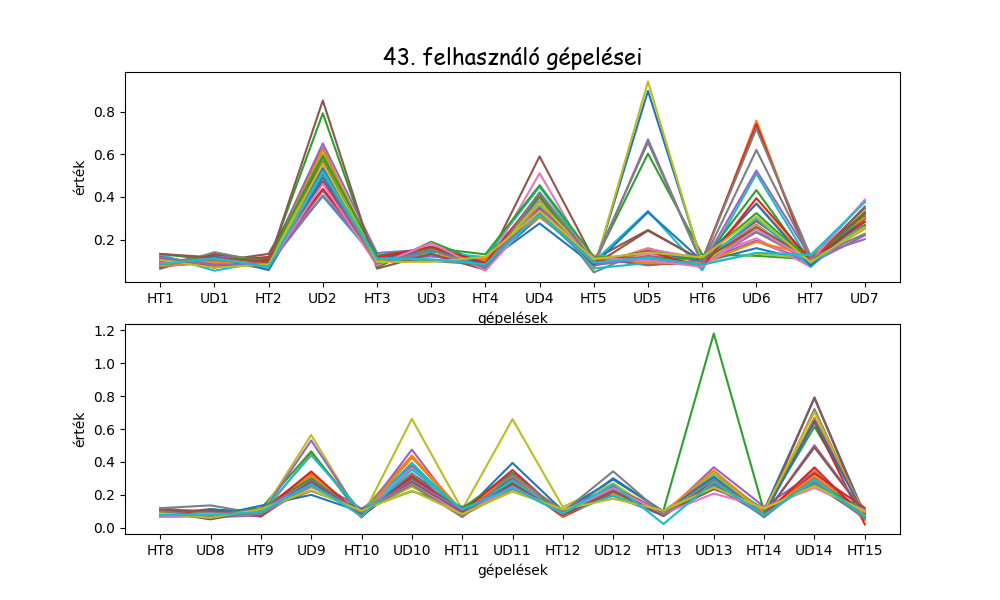 43. felhasználó gépelései
érték
0.8
0.6
0.4
0.2
HT1 UD1 HT2 UD2 HT3 UD3 HT4 UD4 HT5 UD5 HT6 UD6 HT7 UD7
gépelések
érték
1.2
1.0
0.8
0.6
0.4
0.2
0.0
HT8 UD8 HT9 UD9 HT10 UD10 HT11 UD11 HT12 UD12 HT13 UD13 HT14 UD14 HT15
gépelések